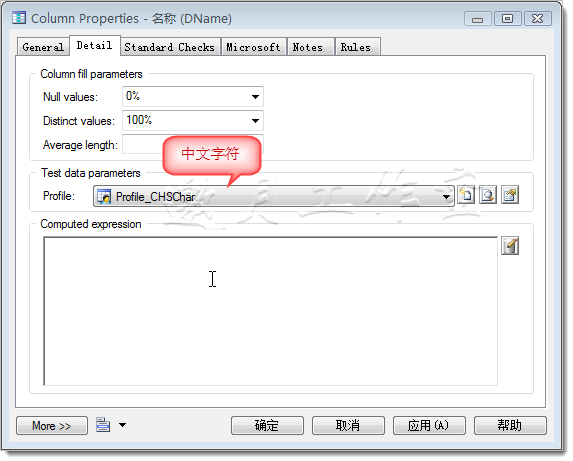 Column Properties - 名称 (DName)
General Detail Standard Checks Microsoft Notes Rules
Column fill parameters
Null values: 0%
Distinct values: 100%
Average length:
中文字符
Test data parameters
Profile: Profile_CHSChar
Computed expression
More >> 确定 取消 应用(A) 帮助